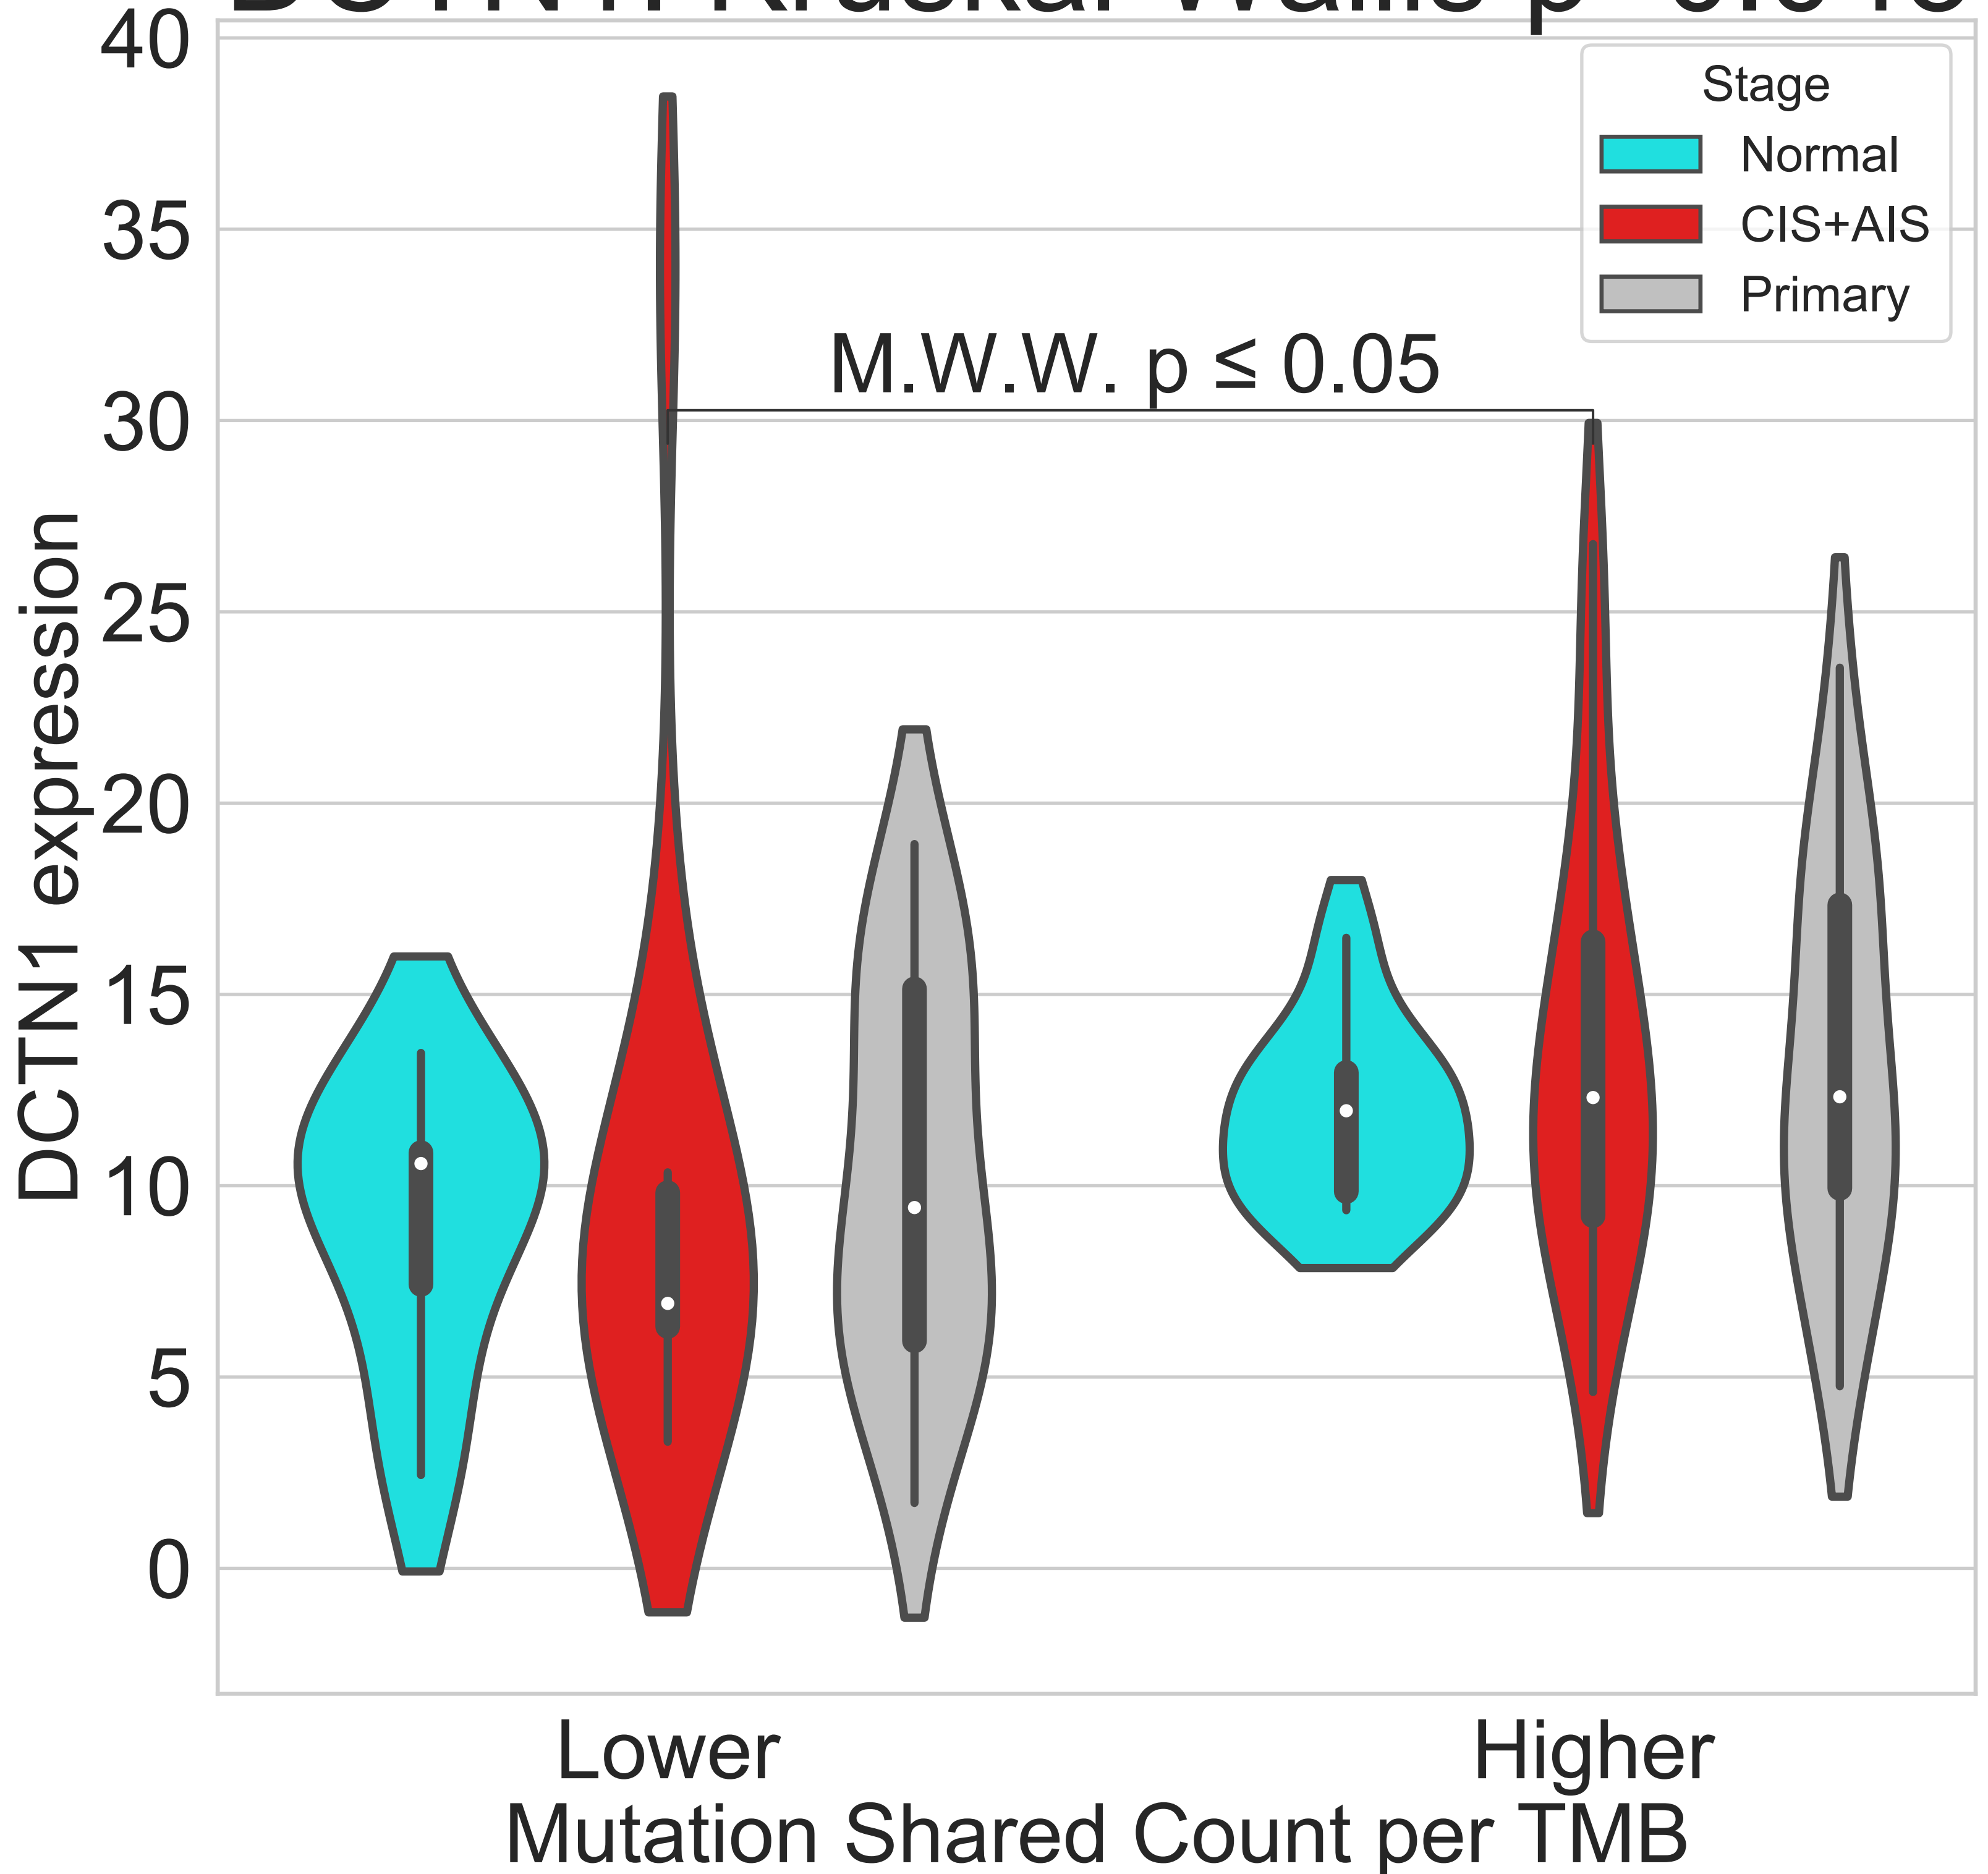 40
Stage
Normal
35
CIS+AIS
Primary
M.W.W. p ≤ 0.05
30
25
DCTN1 expression
20
15
10
5
0
Lower
Higher
Mutation Shared Count per TMB